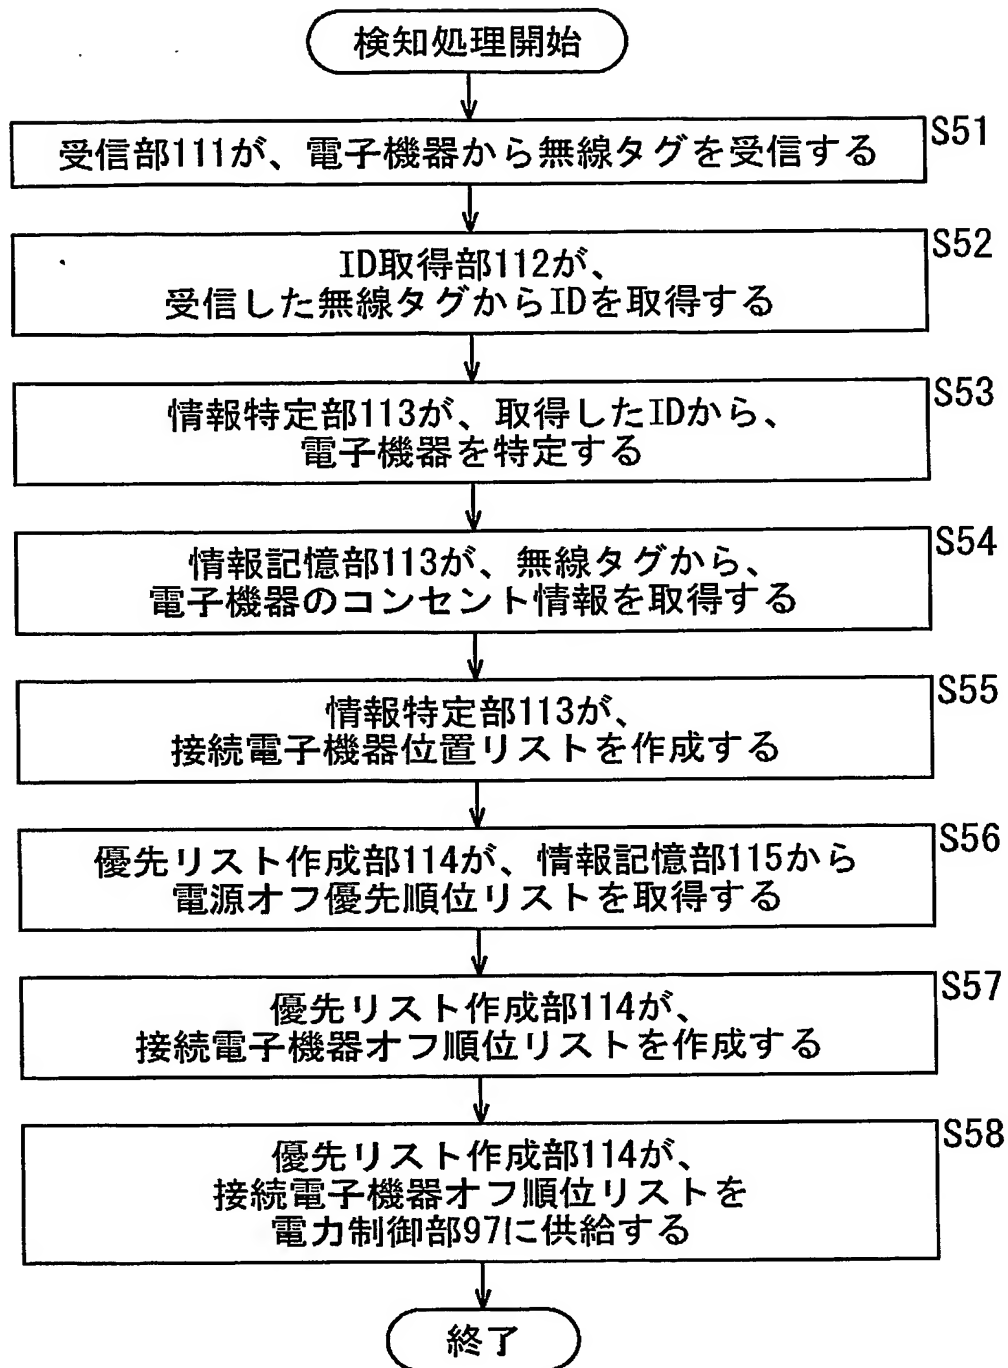 検知処理開始
受信部111が、電子機器から無線タグを受信する
S51
ID取得部112が、
受信した無線タグからIDを取得する
S52
情報特定部113が、取得したIDから、
電子機器を特定する
S53
情報記憶部113が、無線タグから、
電子機器のコンセント情報を取得する
S54
情報特定部113が、
接続電子機器位置リストを作成する
S55
優先リスト作成部114が、情報記憶部115から
電源オフ優先順位リストを取得する
S56
優先リスト作成部114が、
接続電子機器オフ順位リストを作成する
S57
優先リスト作成部114が、
接続電子機器オフ順位リストを
電力制御部97に供給する
S58
終了